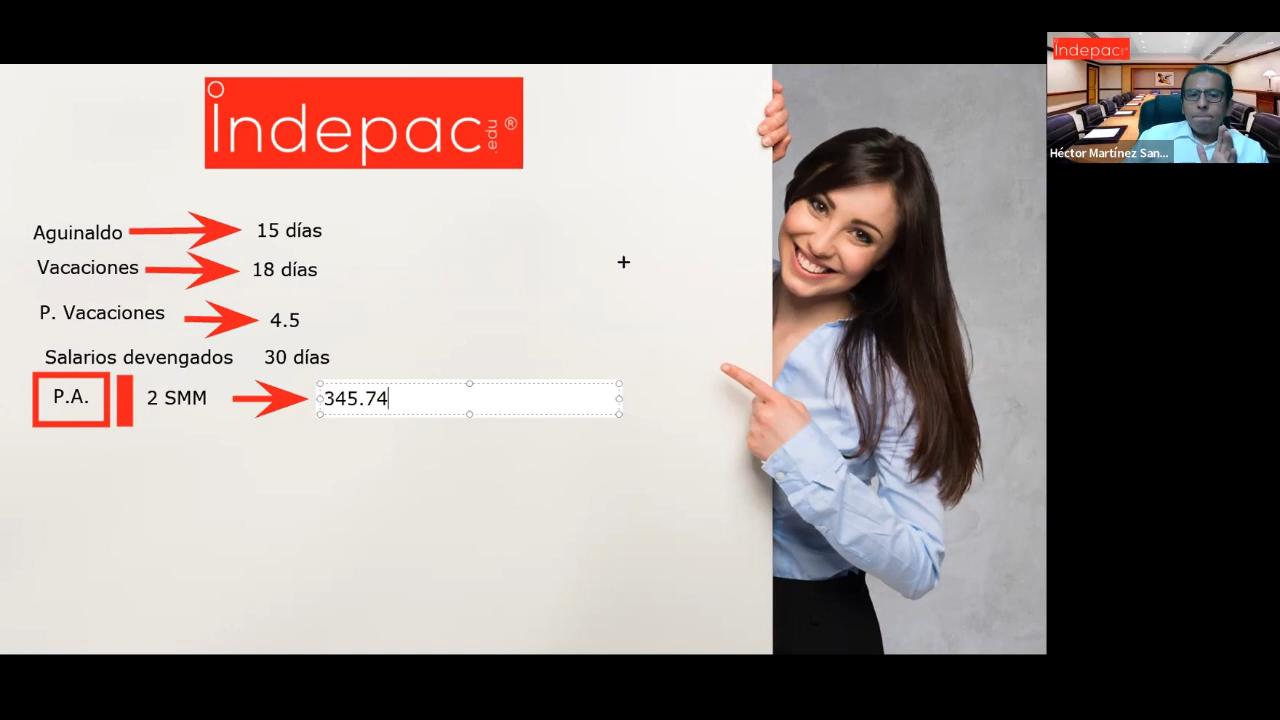 indepac.edu®
indepac®
Héctor Martínez San...
Aguinaldo 15 días
Vacaciones 18 días
P. Vacaciones 4.5
Salarios devengados 30 días
P.A. 2 SMM 345.74